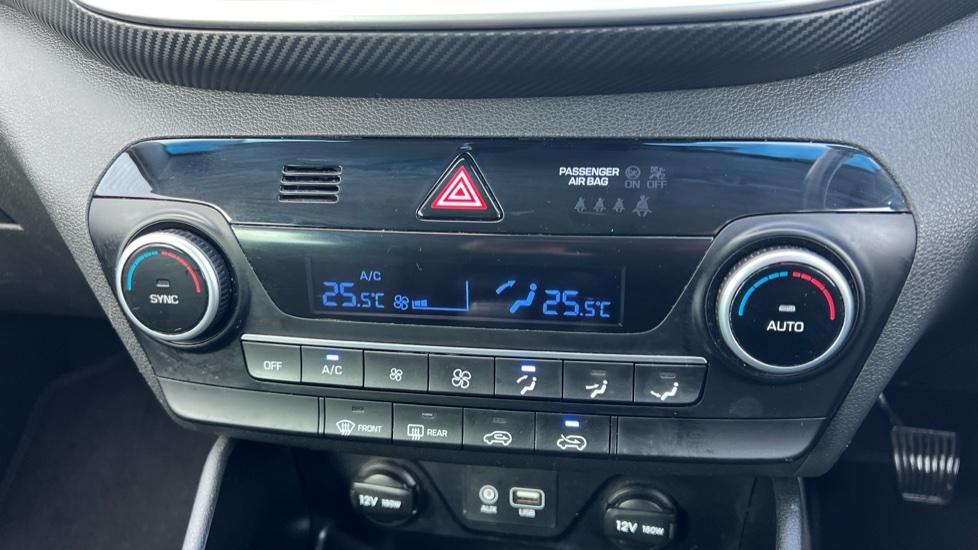 PASSENGER
AIR BAG
ON OFF
SYNC
A/C
25.5°C
25.5°C
AUTO
OFF
A/C
FRONT
REAR
12V 180W
AUX
USB
12V 180W